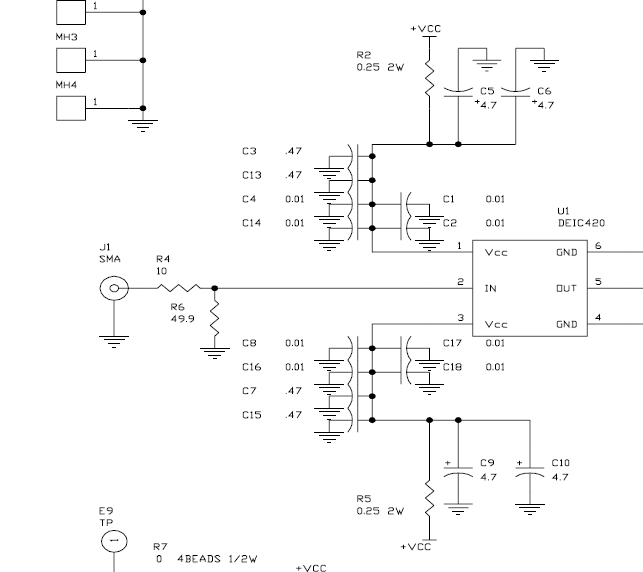 1
MH3
1
MH4
1
+VCC
R2
0.25 2W
C5
+4.7
C6
+4.7
C3 .47
C13 .47
C4 0.01
C14 0.01
C1 0.01
C2 0.01
U1
DEIC420
1 Vcc GND 6
2 IN OUT 5
3 Vcc GND 4
J1
SMA
R4
10
R6
49.9
C8 0.01
C16 0.01
C7 .47
C15 .47
C17 0.01
C18 0.01
+ C9
4.7
+ C10
4.7
R5
0.25 2W
+VCC
E9
TP
1
R7
0 4BEADS 1/2W
+VCC